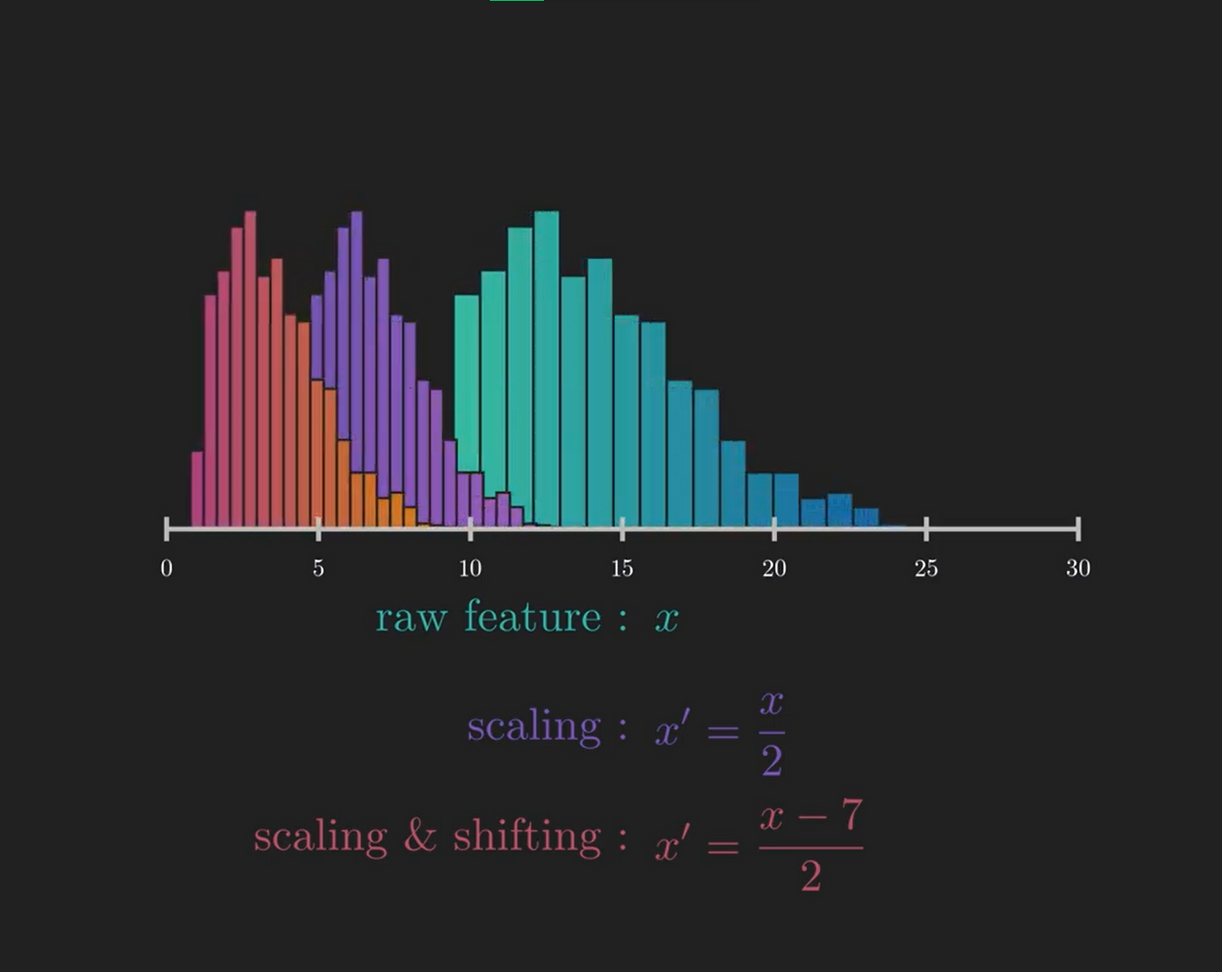 0 5 10 15 20 25 30
raw feature : x
scaling : x′ = x/2
scaling & shifting : x′ = (x − 7)/2